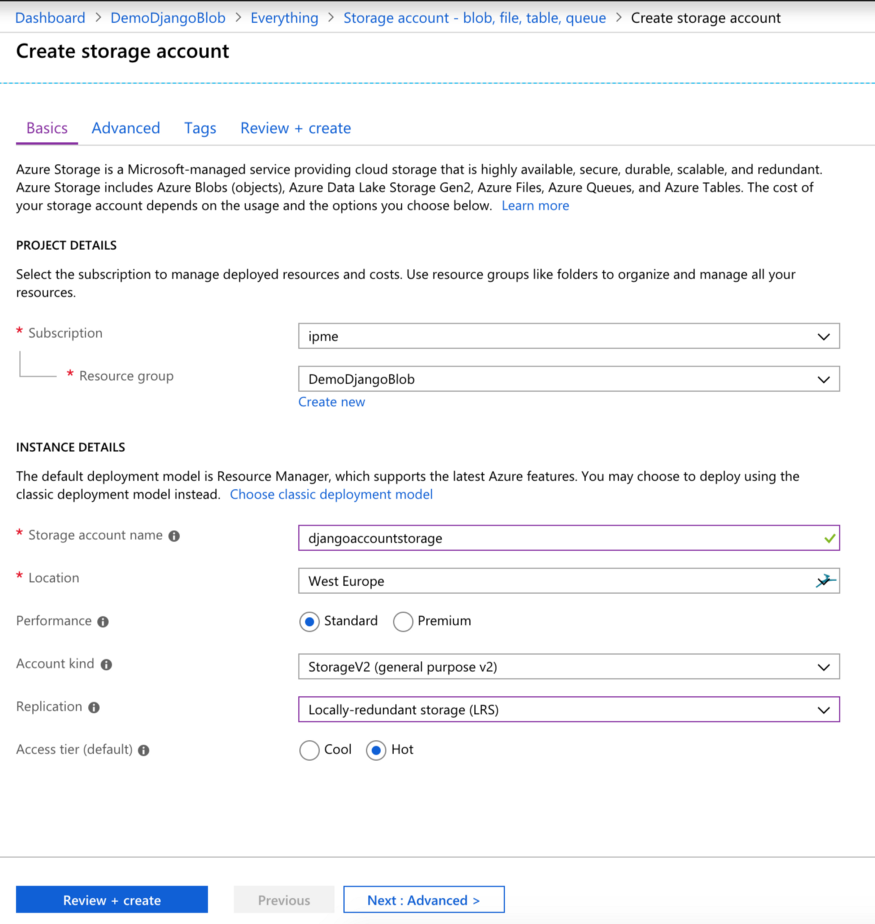 Dashboard > DemoDjangoBlob > Everything > Storage account - blob, file, table, queue > Create storage account
Create storage account
Basics Advanced Tags Review + create
Azure Storage is a Microsoft-managed service providing cloud storage that is highly available, secure, durable, scalable, and redundant.
Azure Storage includes Azure Blobs (objects), Azure Data Lake Storage Gen2, Azure Files, Azure Queues, and Azure Tables. The cost of
your storage account depends on the usage and the options you choose below. Learn more
PROJECT DETAILS
Select the subscription to manage deployed resources and costs. Use resource groups like folders to organize and manage all your
resources.
* Subscription ipme
* Resource group DemoDjangoBlob
Create new
INSTANCE DETAILS
The default deployment model is Resource Manager, which supports the latest Azure features. You may choose to deploy using the
classic deployment model instead. Choose classic deployment model
* Storage account name djangoaccountstorage
* Location West Europe
Performance Standard Premium
Account kind StorageV2 (general purpose v2)
Replication Locally-redundant storage (LRS)
Access tier (default) Cool Hot
Review + create Previous Next : Advanced >